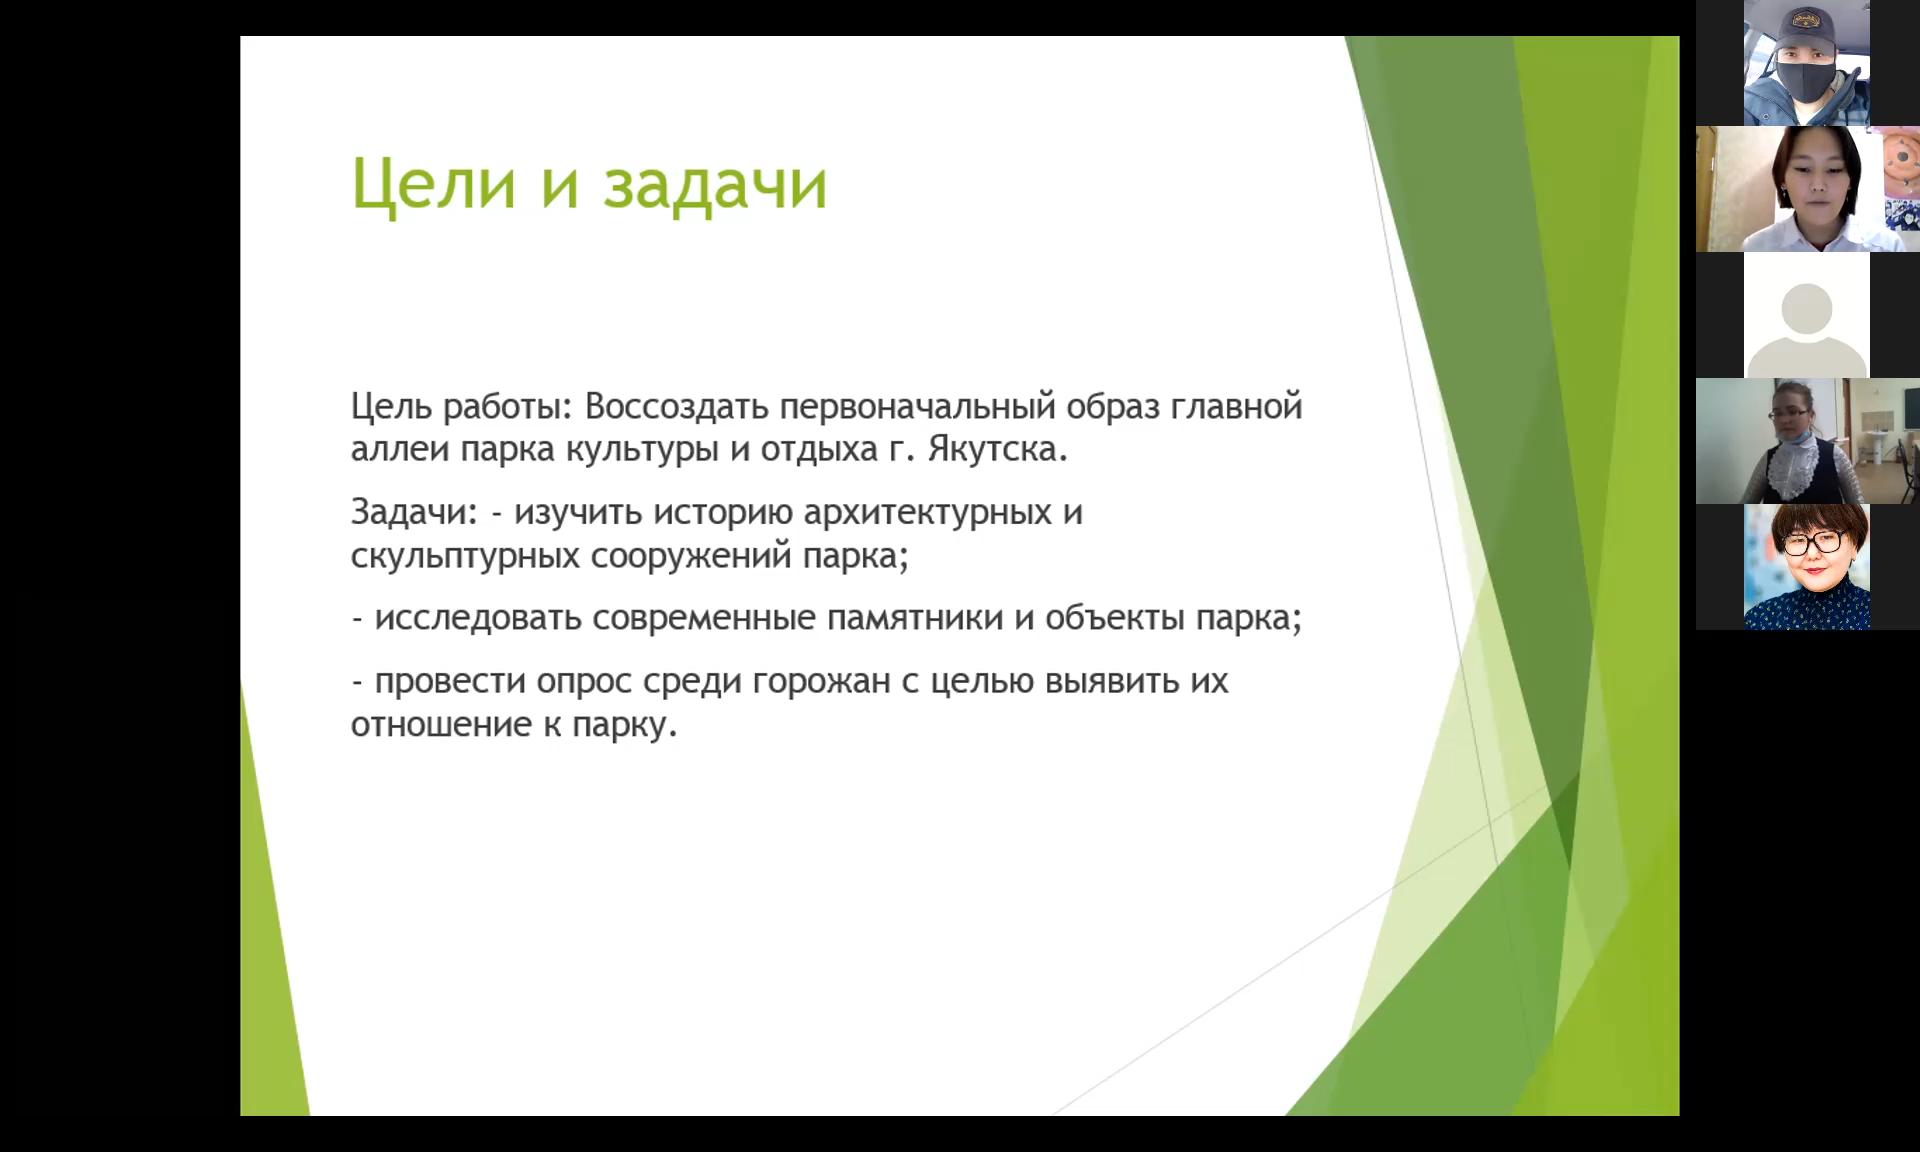 Цели и задачи
Цель работы: Воссоздать первоначальный образ главной
аллеи парка культуры и отдыха г. Якутска.
Задачи: - изучить историю архитектурных и
скульптурных сооружений парка;
- исследовать современные памятники и объекты парка;
- провести опрос среди горожан с целью выявить их
отношение к парку.